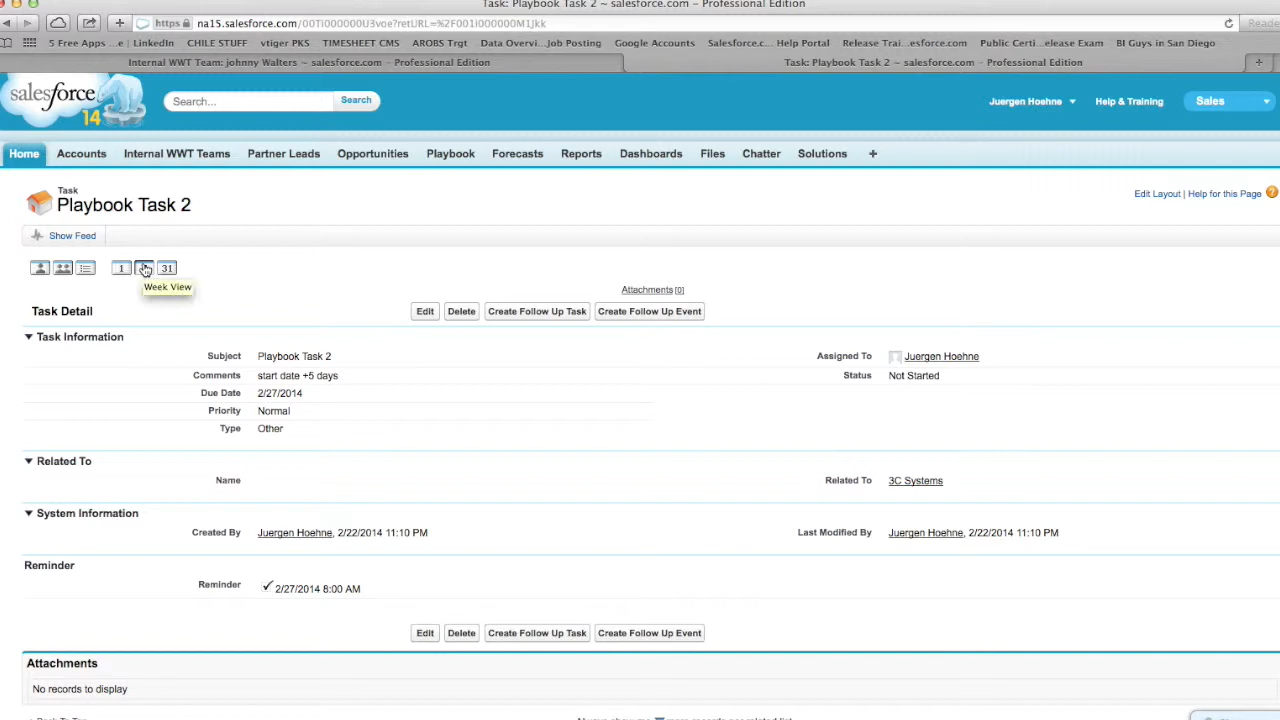 Task: Playbook Task 2 ~ salesforce.com – Professional Edition
https na15.salesforce.com/00Ti000000U3voe?retURL=%2F001i000000M1Jkk Reade
5 Free Apps ...e | LinkedIn CHILE STUFF vtiger PKS TIMESHEET CMS AROBS Trgt Data Overvi...Job Posting Google Accounts Salesforce.c... Help Portal Release Trai...esforce.com Public Certi...elease Exam BI Guys in San Diego
Internal WWT Team: johnny Walters ~ salesforce.com – Professional Edition Task: Playbook Task 2 ~ salesforce.com – Professional Edition
salesforce 14 Search... Search Juergen Hoehne Help & Training Sales
Home Accounts Internal WWT Teams Partner Leads Opportunities Playbook Forecasts Reports Dashboards Files Chatter Solutions +
Task
Playbook Task 2
Edit Layout | Help for this Page ?
Show Feed
1 31
Week View
Attachments [0]
Task Detail Edit Delete Create Follow Up Task Create Follow Up Event
Task Information
Subject Playbook Task 2 Assigned To Juergen Hoehne
Comments start date +5 days Status Not Started
Due Date 2/27/2014
Priority Normal
Type Other
Related To
Name Related To 3C Systems
System Information
Created By Juergen Hoehne, 2/22/2014 11:10 PM Last Modified By Juergen Hoehne, 2/22/2014 11:10 PM
Reminder
Reminder ✓ 2/27/2014 8:00 AM
Edit Delete Create Follow Up Task Create Follow Up Event
Attachments
No records to display